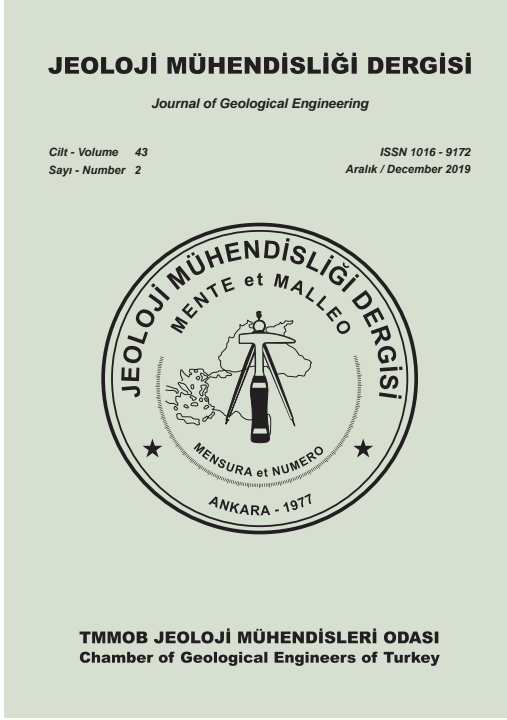 JEOLOJİ MÜHENDİSLİĞİ DERGİSİ
Journal of Geological Engineering
Cilt - Volume 43
ISSN 1016 - 9172
Sayı - Number 2
Aralık / December 2019
JEOLOJİ MÜHENDİSLİĞİ DERGİSİ
MENTE et MALLEO
MENSURA et NUMERO
ANKARA - 1977
TMMOB JEOLOJİ MÜHENDİSLERİ ODASI
Chamber of Geological Engineers of Turkey